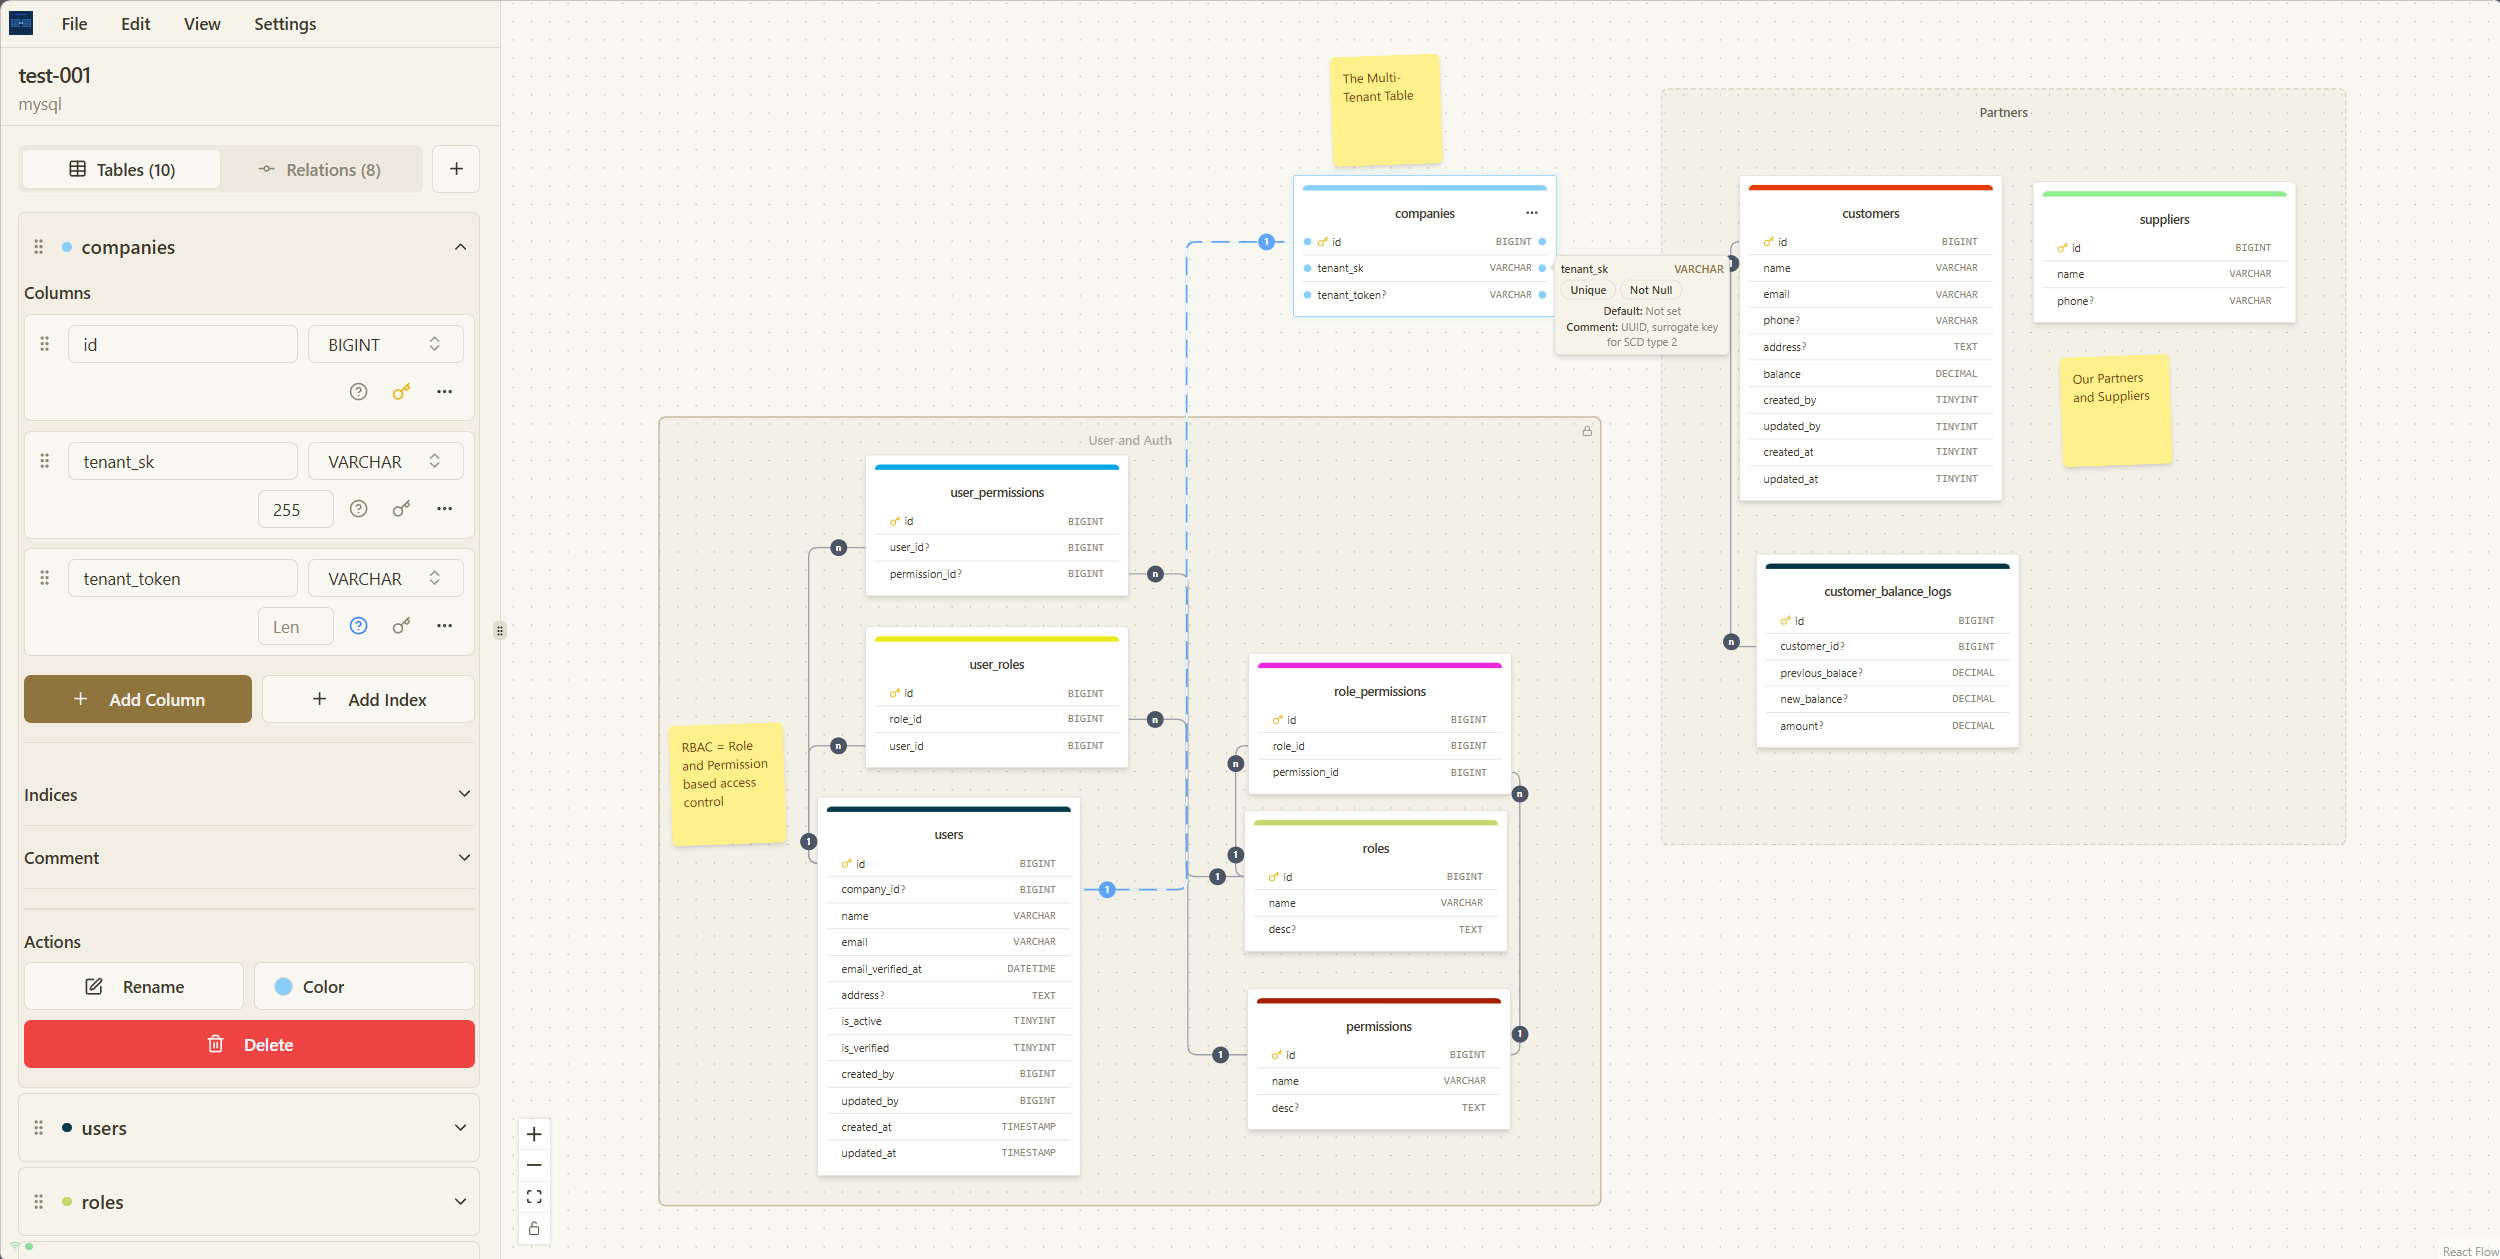 File Edit View Settings
test-001
mysql
Tables (10) Relations (8)
companies
Columns
id BIGINT
tenant_sk VARCHAR
255
tenant_token VARCHAR
Len
Add Column Add Index
Indices
Comment
Actions
Rename Color
Delete
users
roles
The Multi-
Tenant Table
companies
id BIGINT
tenant_sk VARCHAR
tenant_token? VARCHAR
1
tenant_sk VARCHAR
Unique Not Null
Default: Not set
Comment: UUID, surrogate key
for SCD type 2
Partners
customers
id BIGINT
name VARCHAR
email VARCHAR
phone? VARCHAR
address? TEXT
balance DECIMAL
created_by TINYINT
updated_by TINYINT
created_at TINYINT
updated_at TINYINT
1
suppliers
id BIGINT
name VARCHAR
phone? VARCHAR
Our Partners
and Suppliers
customer_balance_logs
id BIGINT
n
customer_id? BIGINT
previous_balace? DECIMAL
new_balance? DECIMAL
amount? DECIMAL
User and Auth
user_permissions
id BIGINT
n
user_id? BIGINT
permission_id? BIGINT
n
user_roles
id BIGINT
role_id BIGINT
n
n
user_id BIGINT
RBAC = Role
and Permission
based access
control
users
1
id BIGINT
company_id? BIGINT
1
name VARCHAR
email VARCHAR
email_verified_at DATETIME
address? TEXT
is_active TINYINT
is_verified TINYINT
created_by BIGINT
updated_by BIGINT
created_at TIMESTAMP
updated_at TIMESTAMP
role_permissions
id BIGINT
role_id BIGINT
n
permission_id BIGINT
n
roles
1
1
id BIGINT
name VARCHAR
desc? TEXT
permissions
1
1
id BIGINT
name VARCHAR
desc? TEXT
React Flow